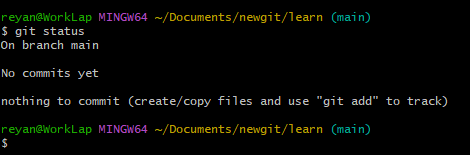 reyan@WorkLap MINGW64 ~/Documents/newgit/learn (main)
$ git status
On branch main
No commits yet
nothing to commit (create/copy files and use "git add" to track)
reyan@WorkLap MINGW64 ~/Documents/newgit/learn (main)
$